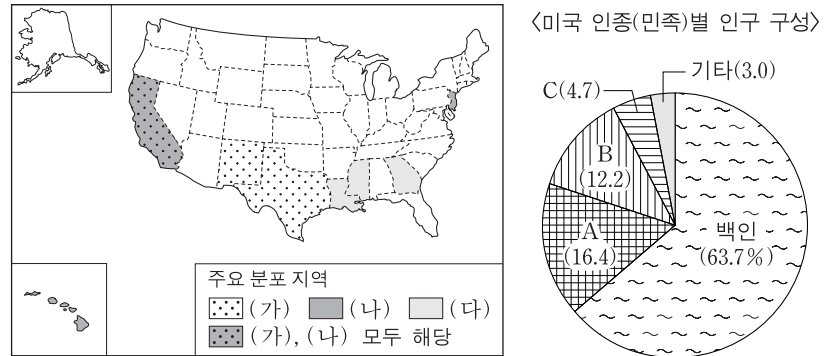 〈미국 인종(민족)별 인구 구성〉
기타(3.0)
C(4.7)
B
(12.2)
A
(16.4)
백인
(63.7%)
주요 분포 지역
(가) (나) (다)
(가), (나) 모두 해당